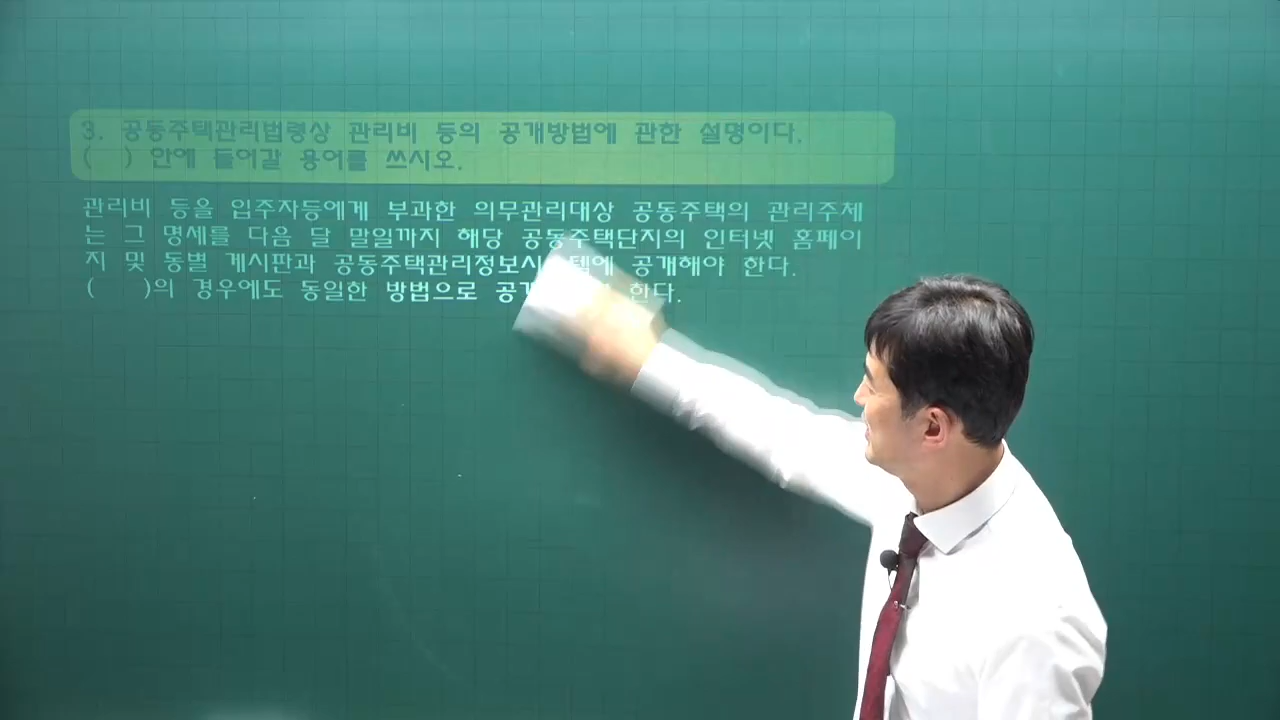 3. 공동주택관리법령상 관리비 등의 공개방법에 관한 설명이다.
( ) 안에 들어갈 용어를 쓰시오.
관리비 등을 입주자등에게 부과한 의무관리대상 공동주택의 관리주체
는 그 명세를 다음 달 말일까지 해당 공동주택단지의 인터넷 홈페이
지 및 동별 게시판과 공동주택관리정보시스템에 공개해야 한다.
( )의 경우에도 동일한 방법으로 한다.